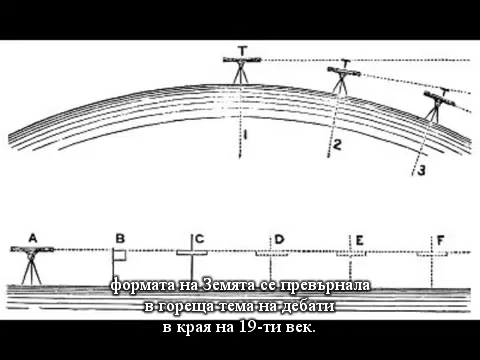 T
T
T
1
2
3
A B C D E F
формата на Земята се превърнала
в гореща тема на дебати
в края на 19-ти век.